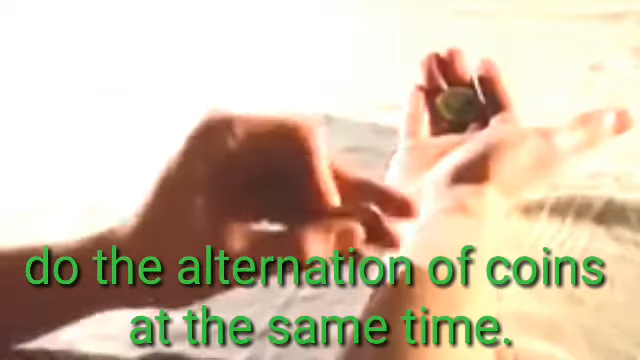 do the alternation of coins
at the same time.